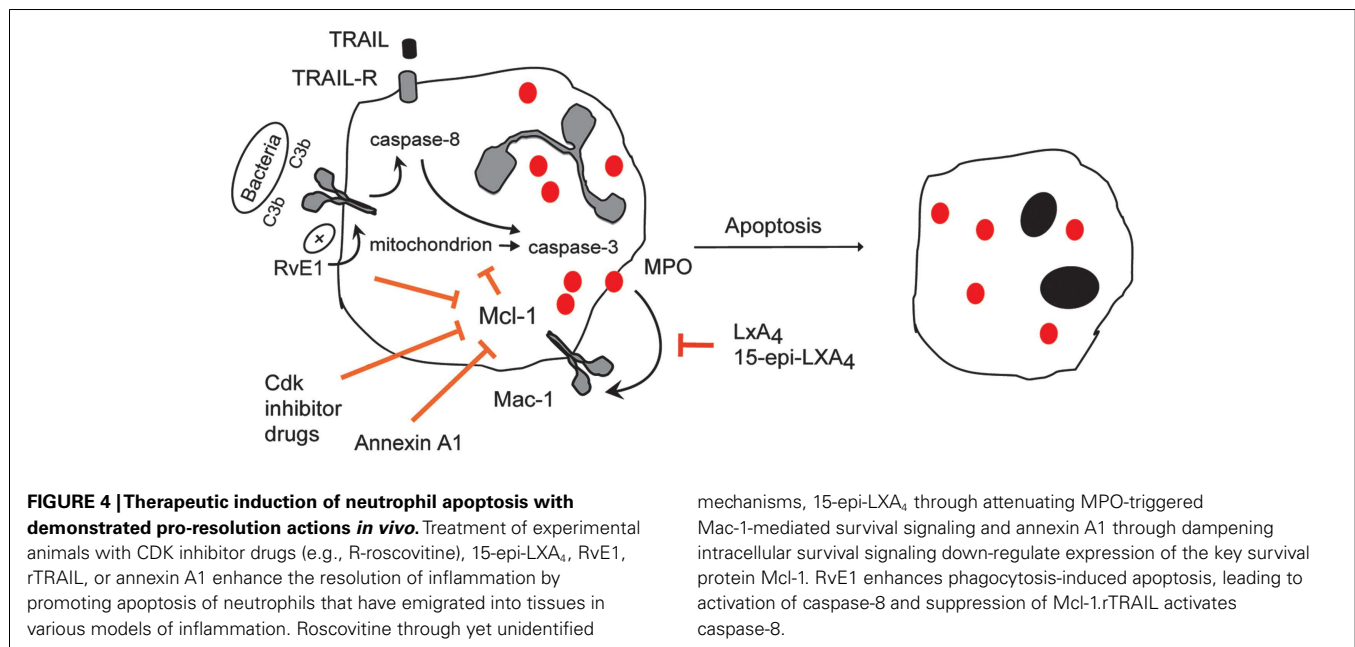 TRAIL
TRAIL-R
caspase-8
Bacteria
C3b
C3b
+
RvE1
mitochondrion
caspase-3
MPO
Apoptosis
Mcl-1
LxA₄
15-epi-LXA₄
Mac-1
Cdk
inhibitor
drugs
Annexin A1
FIGURE 4 | Therapeutic induction of neutrophil apoptosis with
demonstrated pro-resolution actions in vivo. Treatment of experimental
animals with CDK inhibitor drugs (e.g., R-roscovitine), 15-epi-LXA₄, RvE1,
rTRAIL, or annexin A1 enhance the resolution of inflammation by
promoting apoptosis of neutrophils that have emigrated into tissues in
various models of inflammation. Roscovitine through yet unidentified
mechanisms, 15-epi-LXA₄ through attenuating MPO-triggered
Mac-1-mediated survival signaling and annexin A1 through dampening
intracellular survival signaling down-regulate expression of the key survival
protein Mcl-1. RvE1 enhances phagocytosis-induced apoptosis, leading to
activation of caspase-8 and suppression of Mcl-1.rTRAIL activates
caspase-8.